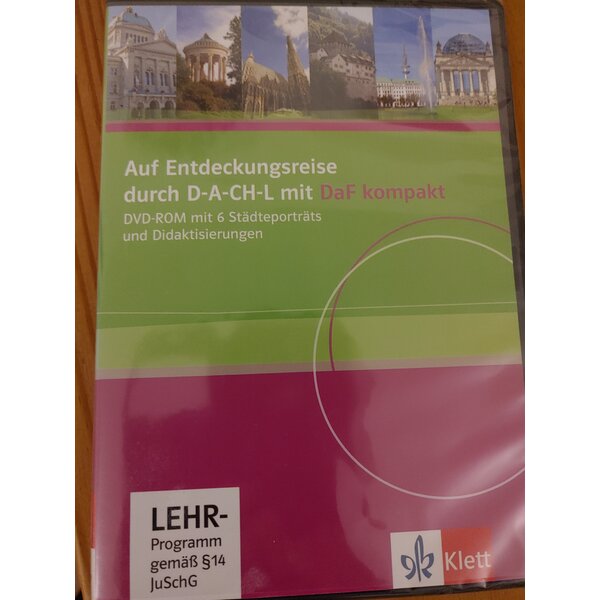 Auf Entdeckungsreise
durch D-A-CH-L mit DaF kompakt
DVD-ROM mit 6 Städteporträts
und Didaktisierungen
LEHR-
Programm
gemäß §14
JuSchG
Klett